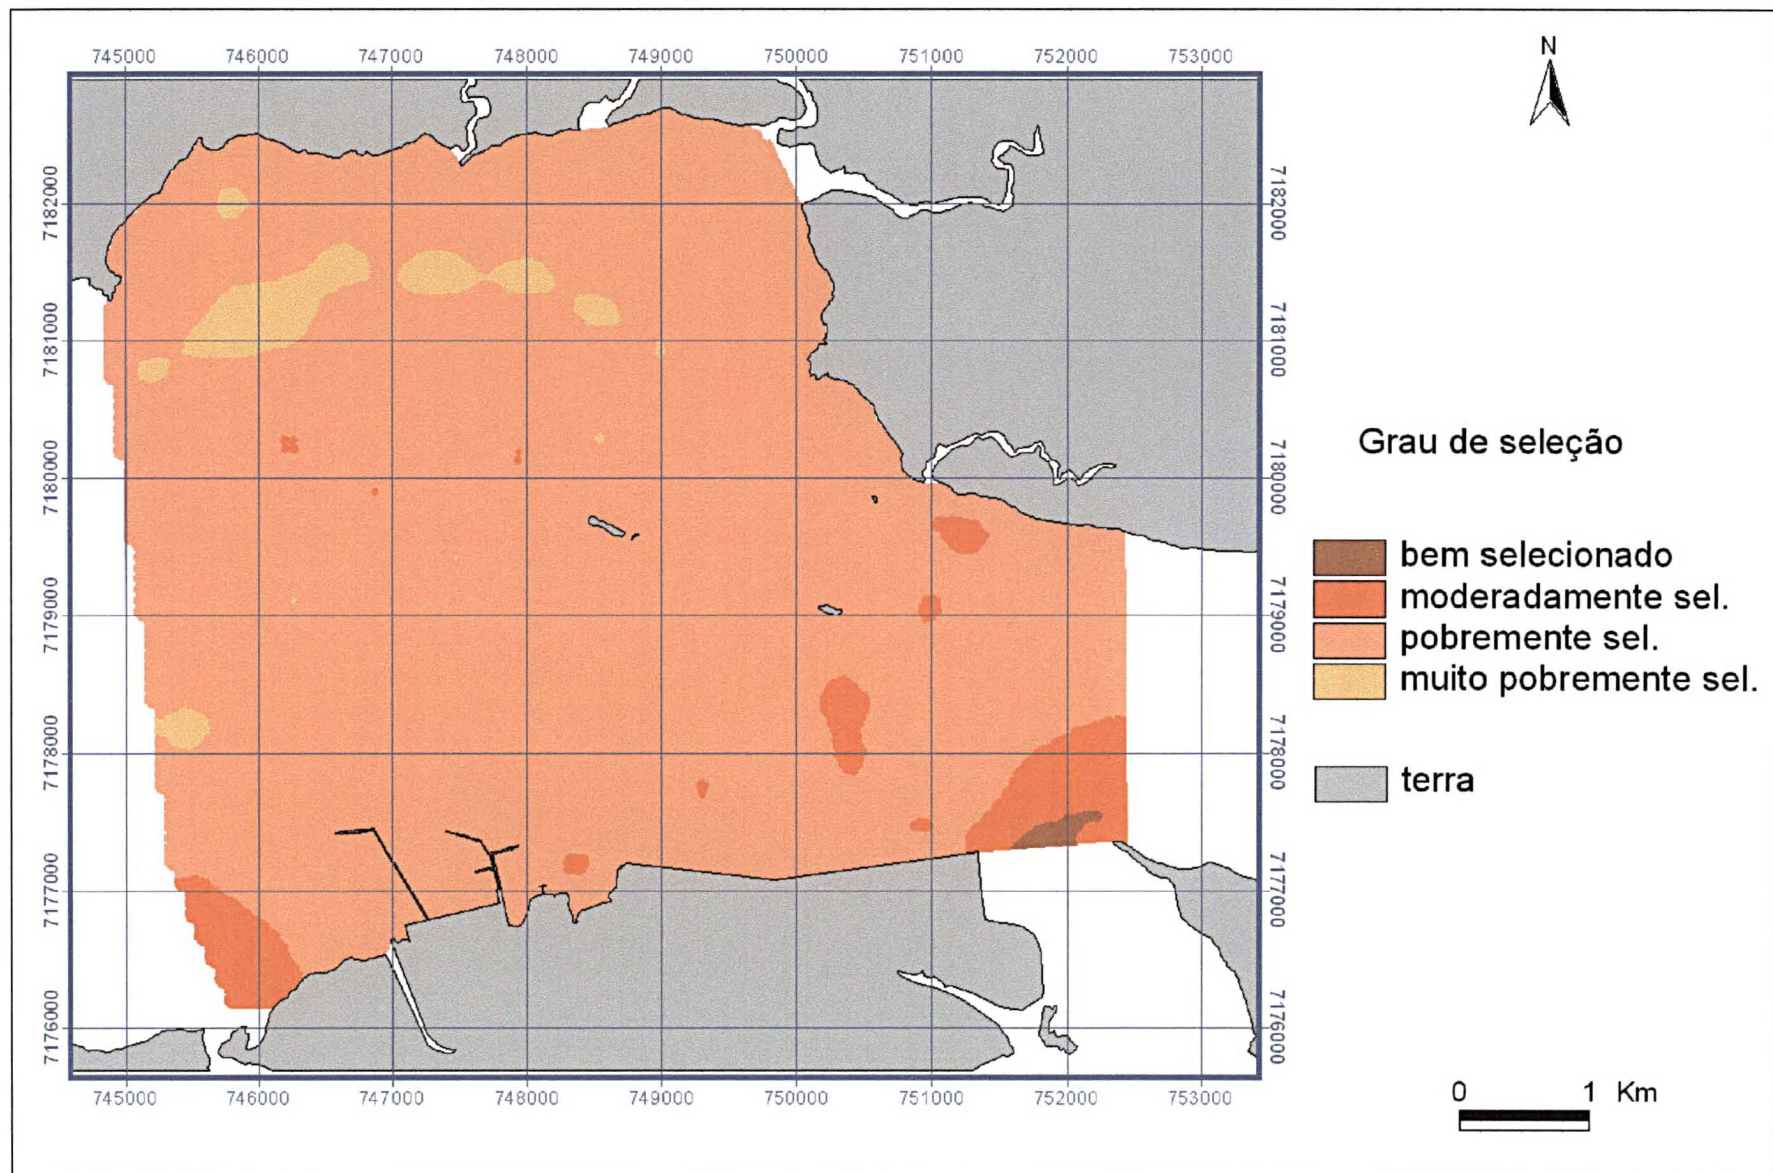 745000 746000 747000 748000 749000 750000 751000 752000 753000
N
7182000 7182000
7181000 7181000
7180000 7180000
7179000 7179000
7178000 7178000
7177000 7177000
7176000 7176000
745000 746000 747000 748000 749000 750000 751000 752000 753000
Grau de seleção
bem selecionado
moderadamente sel.
pobremente sel.
muito pobremente sel.
terra
0 1 Km